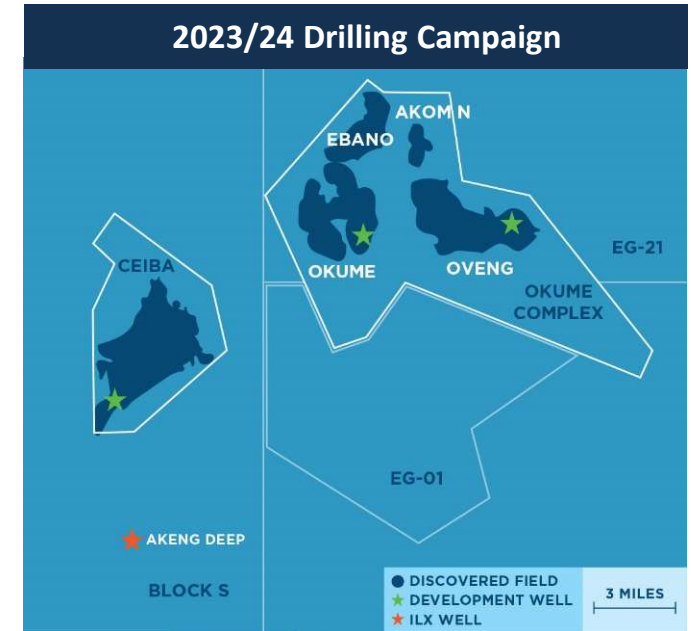 2023/24 Drilling Campaign
AKOM N
EBANO
OKUME
OVENG
EG-21
CEIBA
OKUME
COMPLEX
EG-01
AKENG DEEP
BLOCK S
DISCOVERED FIELD
DEVELOPMENT WELL
ILX WELL
3 MILES